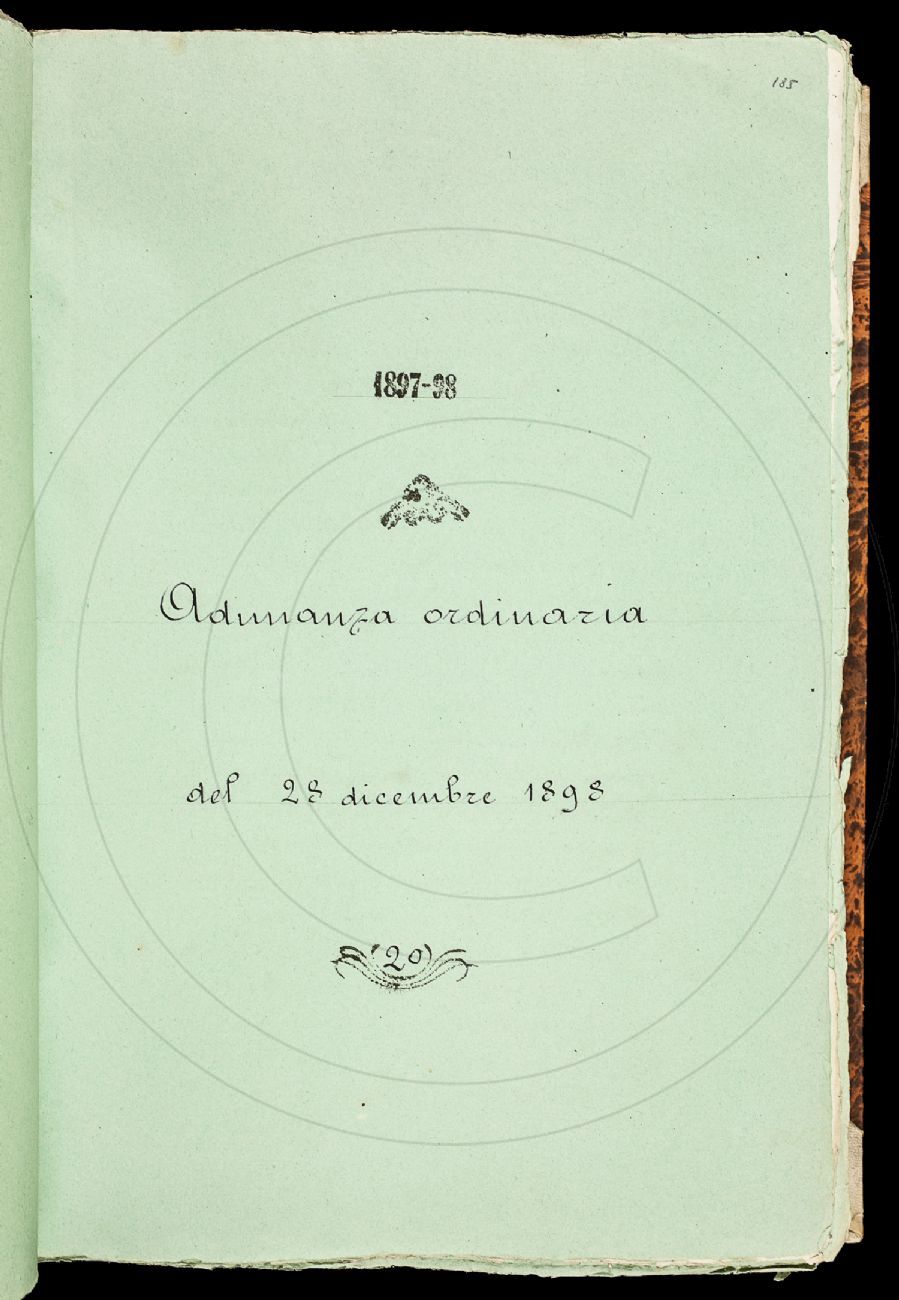 185
1897-98
Adunanza ordinaria
del 28 dicembre 1898
(20)